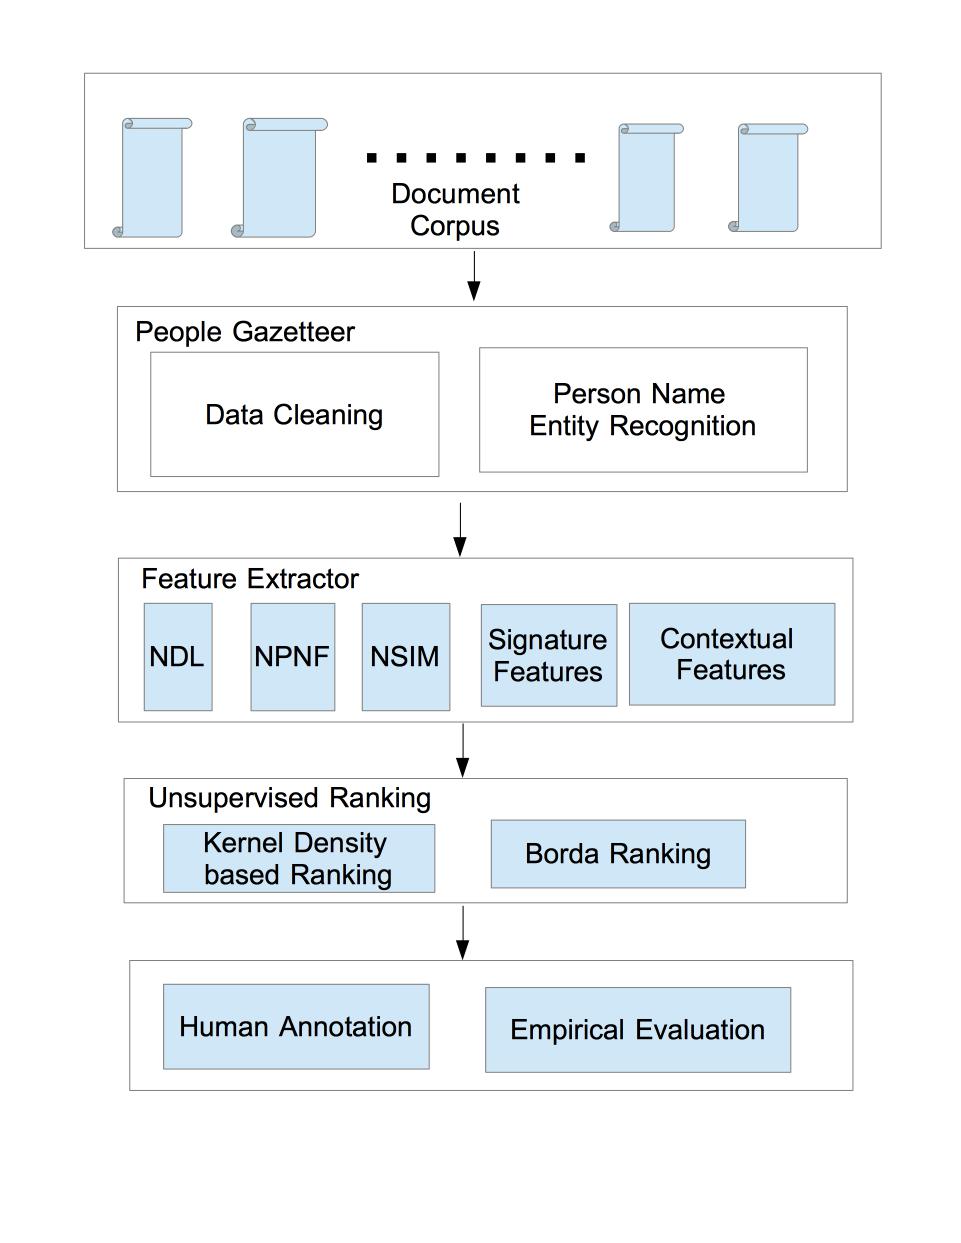 Document
Corpus
People Gazetteer
Data Cleaning
Person Name
Entity Recognition
Feature Extractor
NDL
NPNF
NSIM
Signature
Features
Contextual
Features
Unsupervised Ranking
Kernel Density
based Ranking
Borda Ranking
Human Annotation
Empirical Evaluation